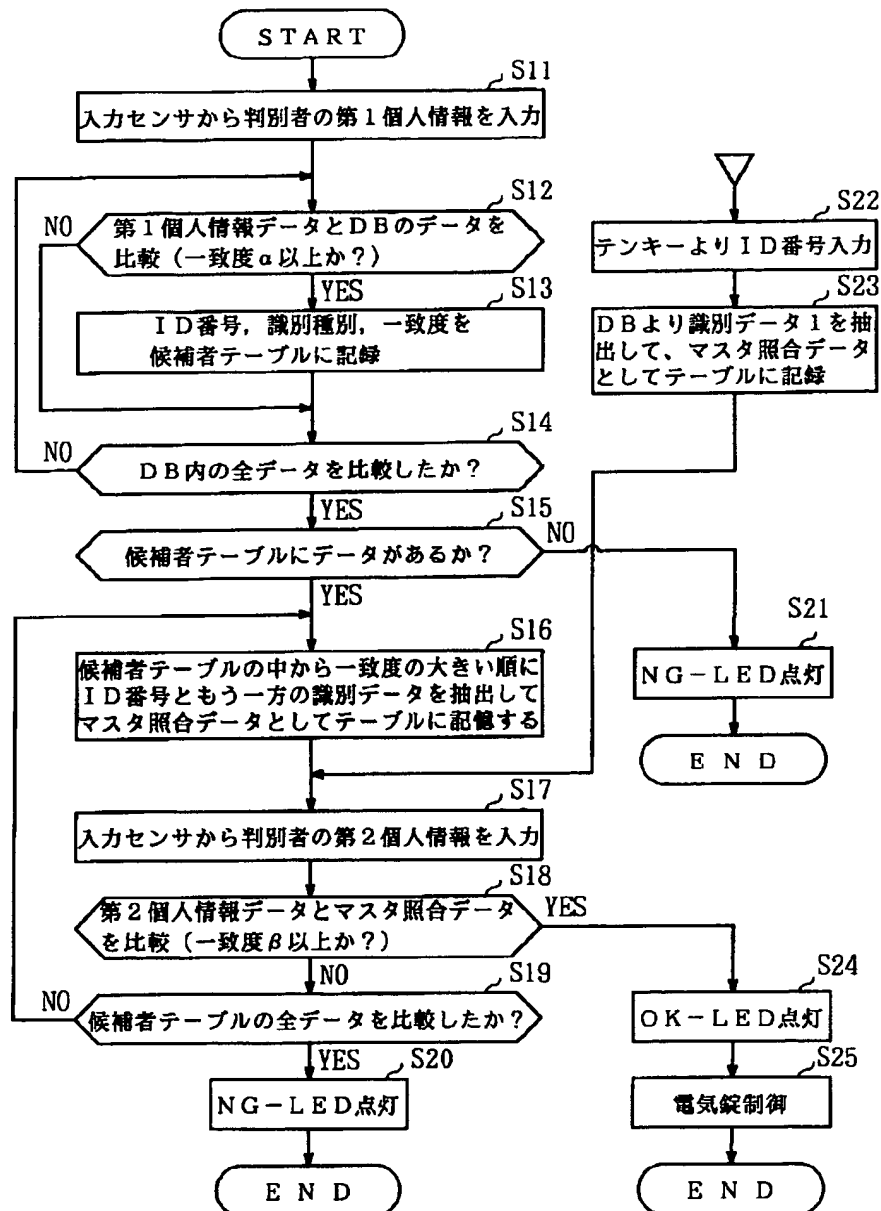 START
S11
入力センサから判別者の第1個人情報を入力
S12
NO
第1個人情報データとDBのデータを
比較（一致度α以上か？）
YES
S13
ID番号，識別種別，一致度を
候補者テーブルに記録
S14
NO
DB内の全データを比較したか？
YES
S15
NO
候補者テーブルにデータがあるか？
YES
S16
候補者テーブルの中から一致度の大きい順に
ID番号ともう一方の識別データを抽出して
マスタ照合データとしてテーブルに記憶する
S17
入力センサから判別者の第2個人情報を入力
S18
第2個人情報データとマスタ照合データ
を比較（一致度β以上か？）
YES
NO
S19
NO
候補者テーブルの全データを比較したか？
YES
S20
NG－LED点灯
END
S22
テンキーよりID番号入力
S23
DBより識別データ1を抽
出して、マスタ照合データ
としてテーブルに記録
S21
NG－LED点灯
END
S24
OK－LED点灯
S25
電気錠制御
END